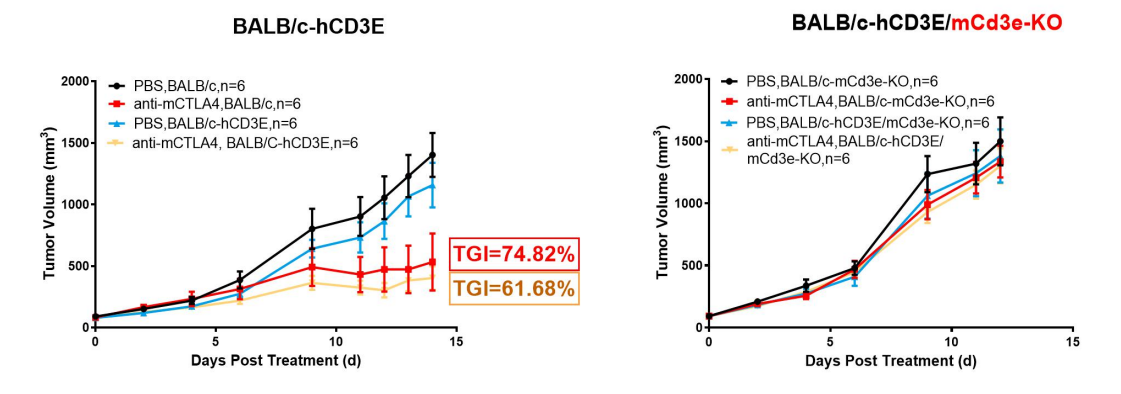 BALB/c-hCD3E
2000
1500
1000
500
0
Tumor Volume (mm³)
PBS,BALB/c,n=6
anti-mCTLA4,BALB/c,n=6
PBS,BALB/c-hCD3E,n=6
anti-mCTLA4, BALB/C-hCD3E,n=6
TGI=74.82%
TGI=61.68%
0 5 10 15
Days Post Treatment (d)
BALB/c-hCD3E/mCd3e-KO
2000
1500
1000
500
0
Tumor Volume (mm³)
PBS,BALB/c-mCd3e-KO,n=6
anti-mCTLA4,BALB/c-mCd3e-KO,n=6
PBS,BALB/c-hCD3E/mCd3e-KO,n=6
anti-mCTLA4,BALB/c-hCD3E/
mCd3e-KO,n=6
0 5 10 15
Days Post Treatment (d)